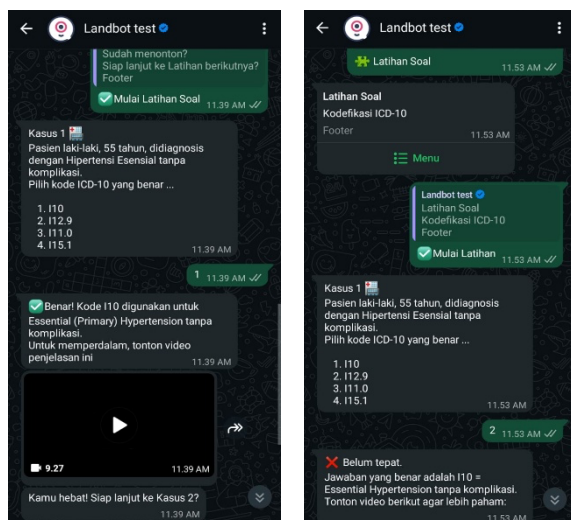 Landbot test
Sudah menonton?
Siap lanjut ke Latihan berikutnya?
Footer
✅Mulai Latihan Soal 11.39 AM
Kasus 1 🏥
Pasien laki-laki, 55 tahun, didiagnosis
dengan Hipertensi Esensial tanpa
komplikasi.
Pilih kode ICD-10 yang benar ...
1. I10
2. I12.9
3. I11.0
4. I15.1
11.39 AM
1 11.39 AM
✅Benar! Kode I10 digunakan untuk
Essential (Primary) Hypertension tanpa
komplikasi.
Untuk memperdalam, tonton video
penjelasan ini 11.39 AM
9.27 11.39 AM
Kamu hebat! Siap lanjut ke Kasus 2?
11.39 AM
Landbot test
Latihan Soal
11.53 AM
Latihan Soal
Kodefikasi ICD-10
Footer 11.53 AM
Menu
Landbot test
Latihan Soal
Kodefikasi ICD-10
Footer
✅Mulai Latihan 11.53 AM
Kasus 1 🏥
Pasien laki-laki, 55 tahun, didiagnosis
dengan Hipertensi Esensial tanpa
komplikasi.
Pilih kode ICD-10 yang benar ...
1. I10
2. I12.9
3. I11.0
4. I15.1
11.53 AM
2 11.53 AM
❌ Belum tepat.
Jawaban yang benar adalah I10 =
Essential Hypertension tanpa komplikasi.
Tonton video berikut agar lebih paham:
11.53 AM